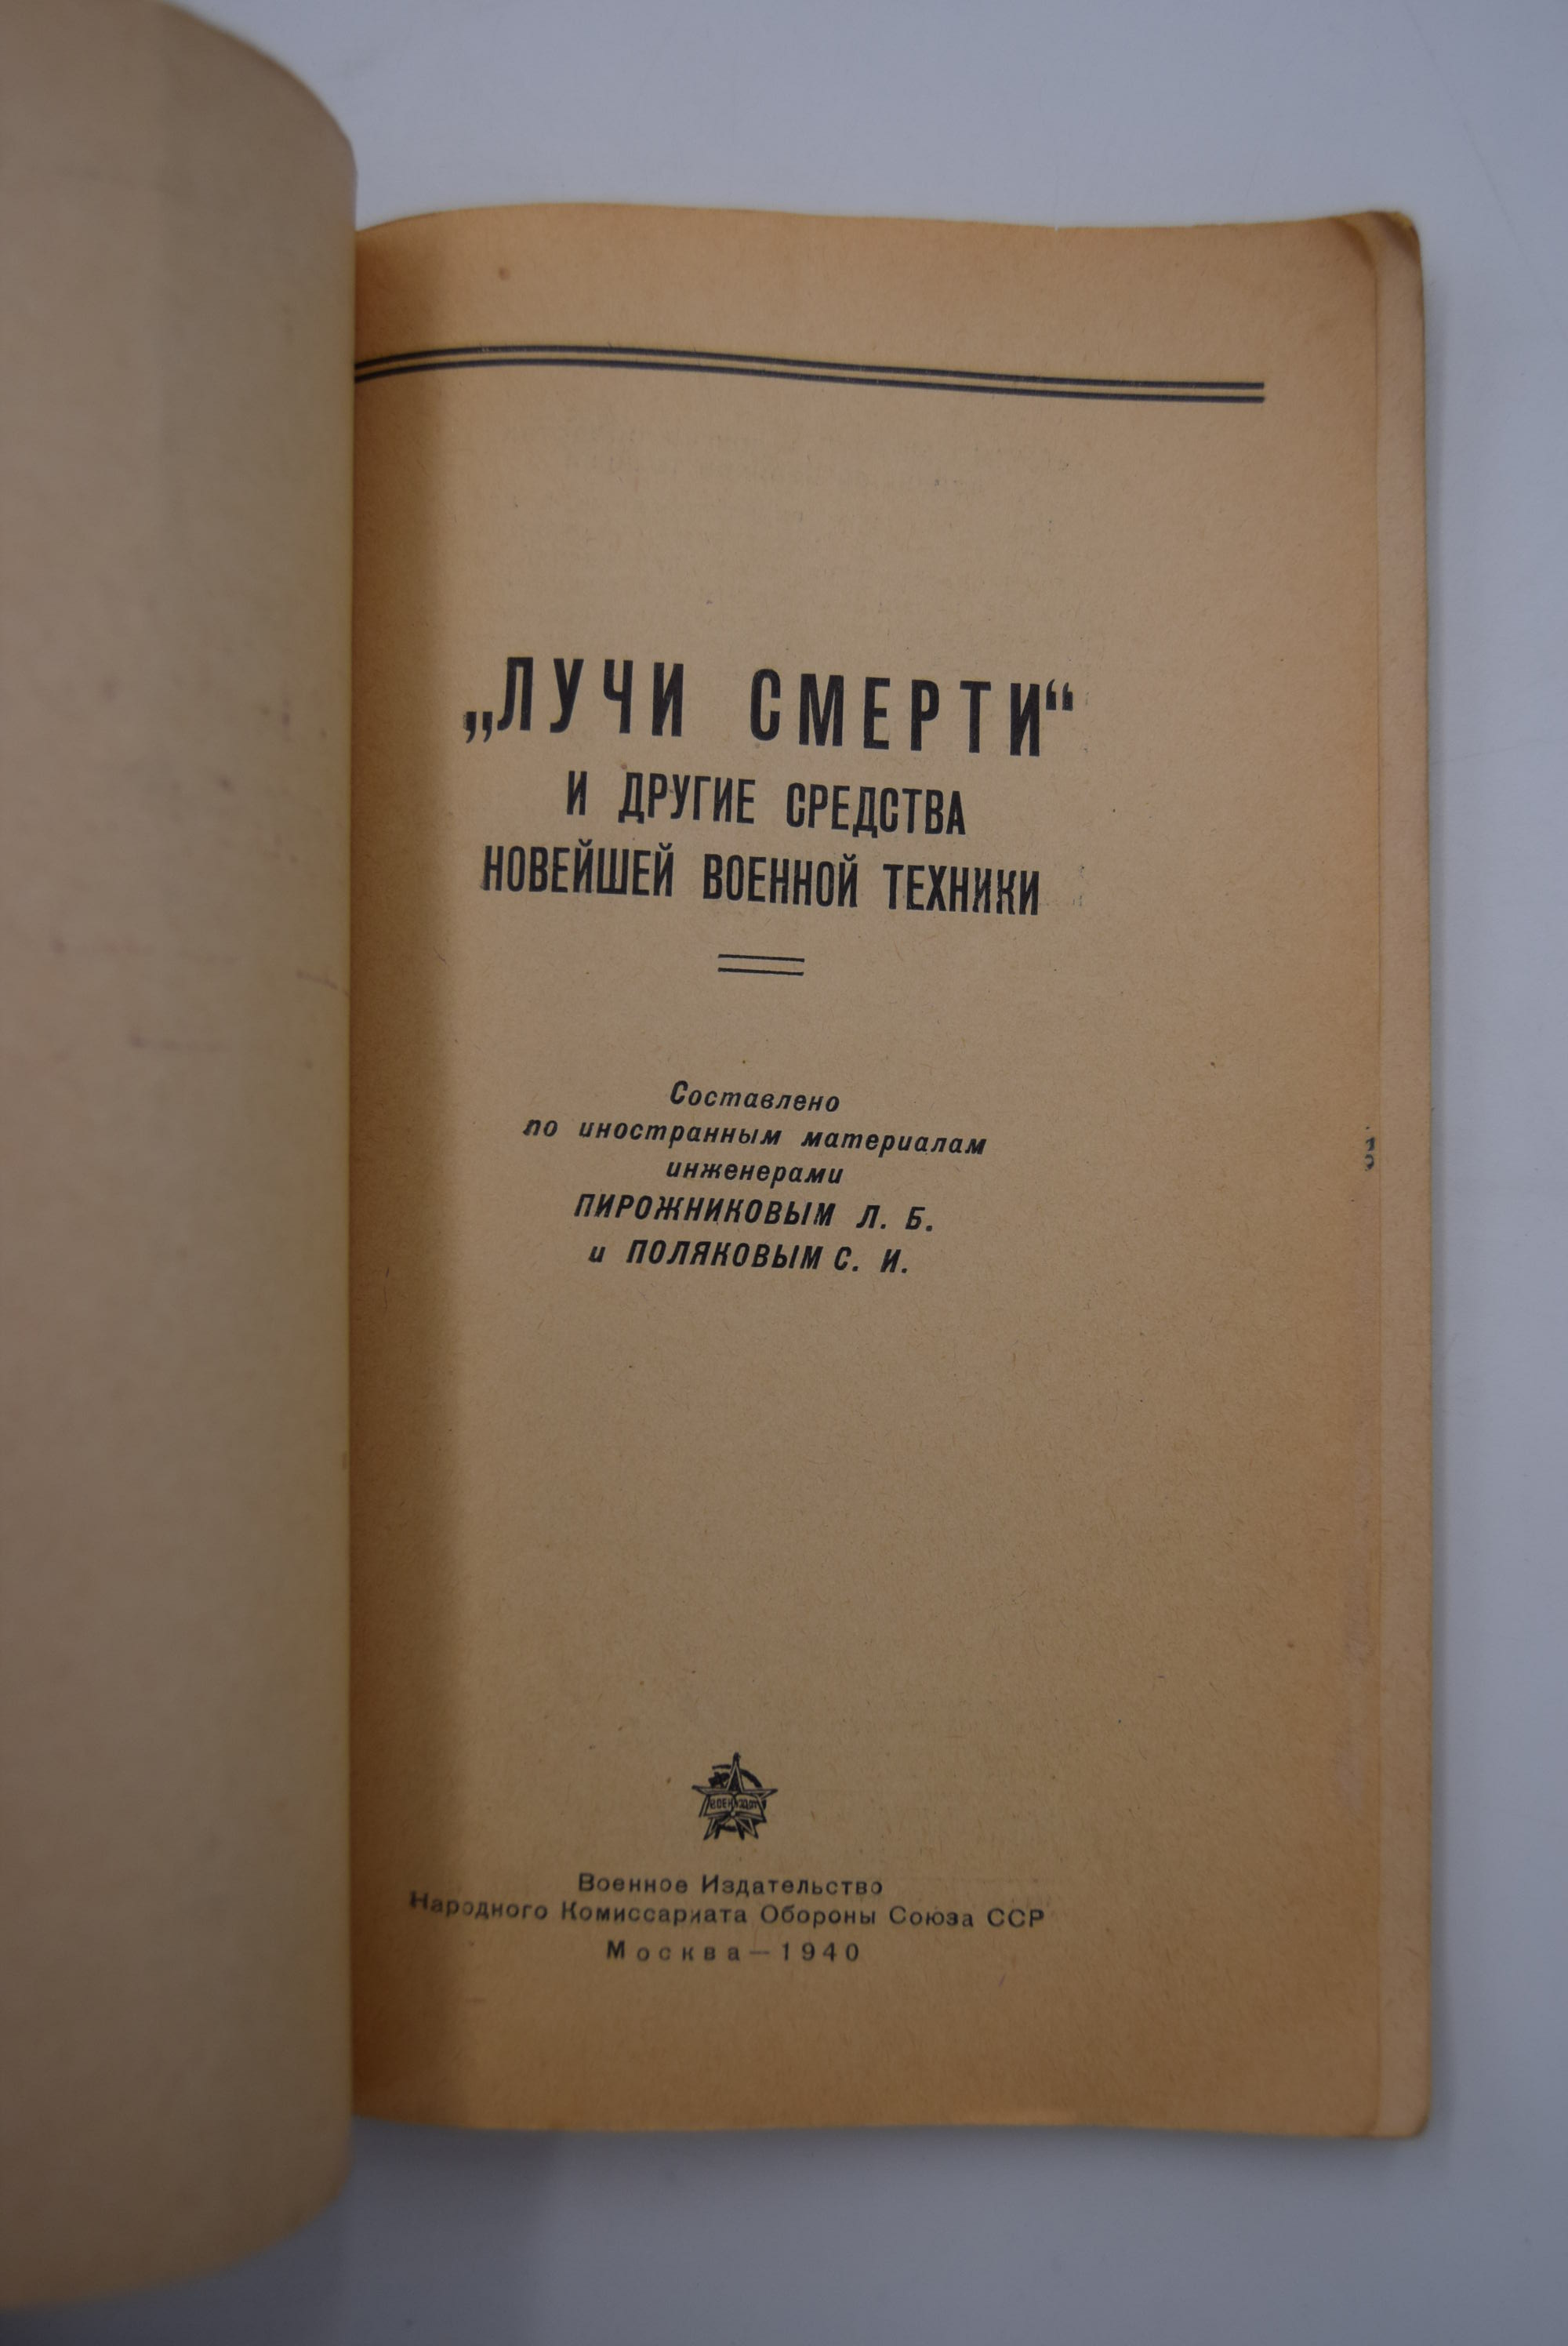 „ЛУЧИ СМЕРТИ“
И ДРУГИЕ СРЕДСТВА
НОВЕЙШЕЙ ВОЕННОЙ ТЕХНИКИ
Составлено
по иностранным материалам
инженерами
ПИРОЖНИКОВЫМ Л. Б.
и ПОЛЯКОВЫМ С. И.
ВОЕНИЗДАТ
Военное Издательство
Народного Комиссариата Обороны Союза ССР
Москва — 1940